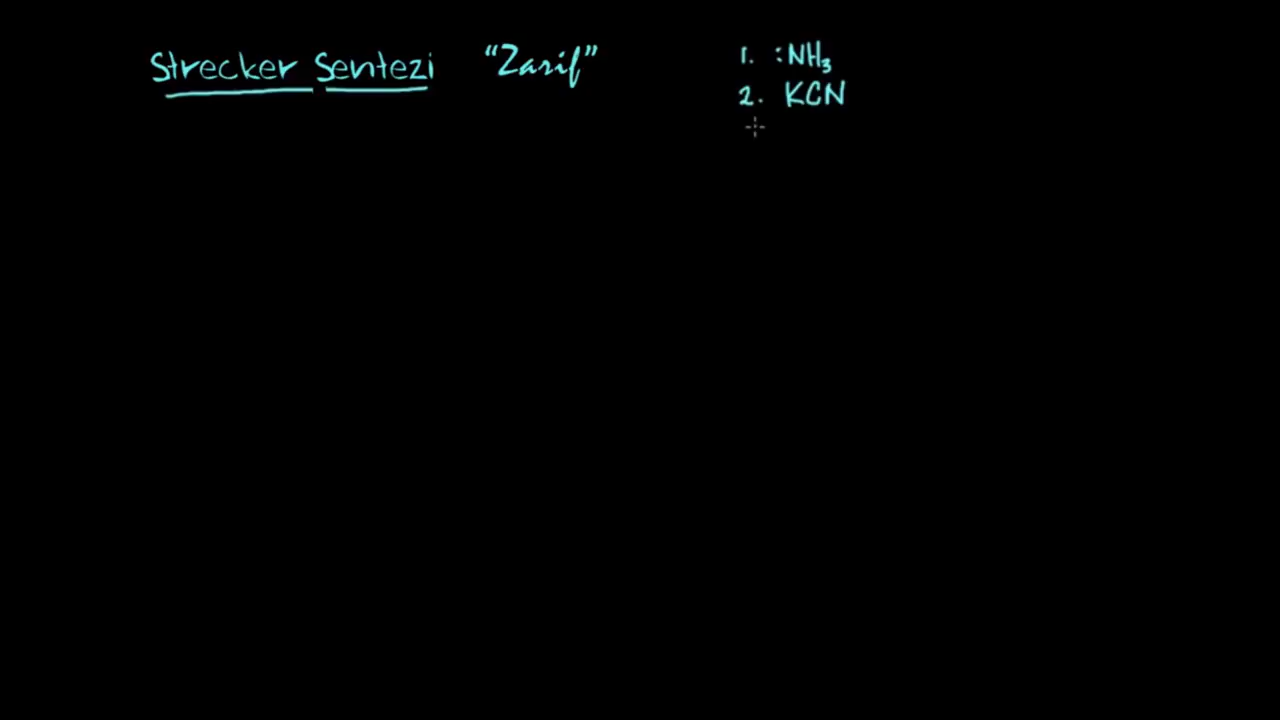 Strecker Sentezi "Zarif"
1. :NH₃
2. KCN